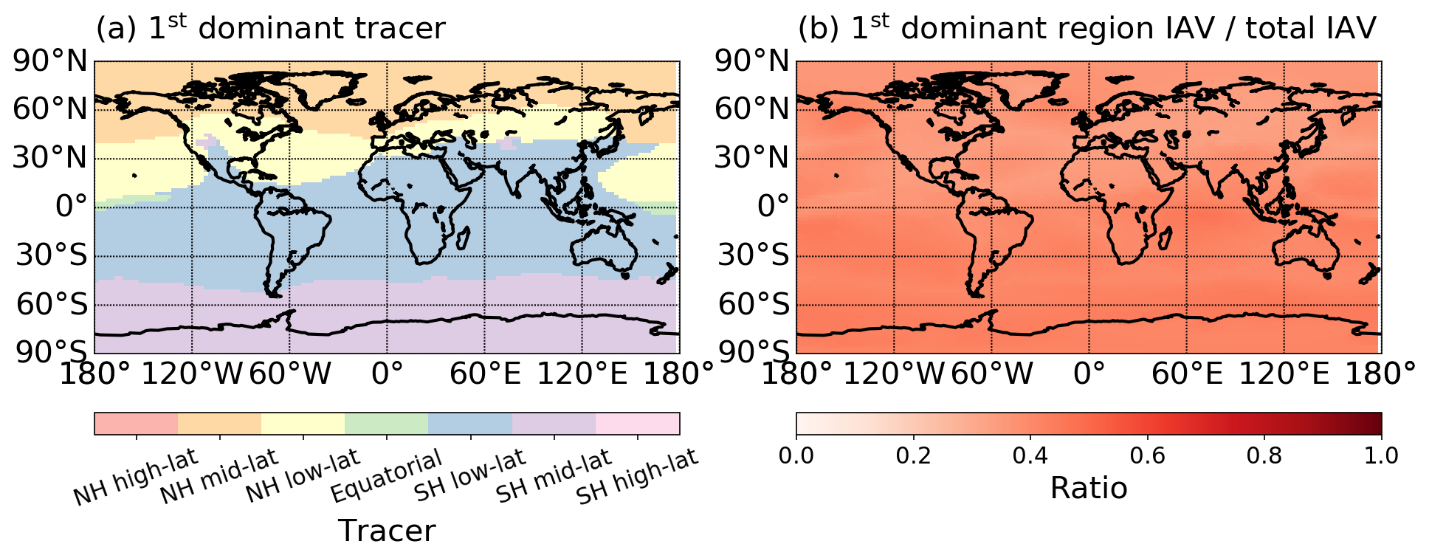 (a) 1st dominant tracer
90°N
60°N
30°N
0°
30°S
60°S
90°S
180° 120°W 60°W 0° 60°E 120°E 180°
NH high-lat NH mid-lat NH low-lat Equatorial SH low-lat SH mid-lat SH high-lat
Tracer
(b) 1st dominant region IAV / total IAV
90°N
60°N
30°N
0°
30°S
60°S
90°S
180° 120°W 60°W 0° 60°E 120°E 180°
0.0 0.2 0.4 0.6 0.8 1.0
Ratio